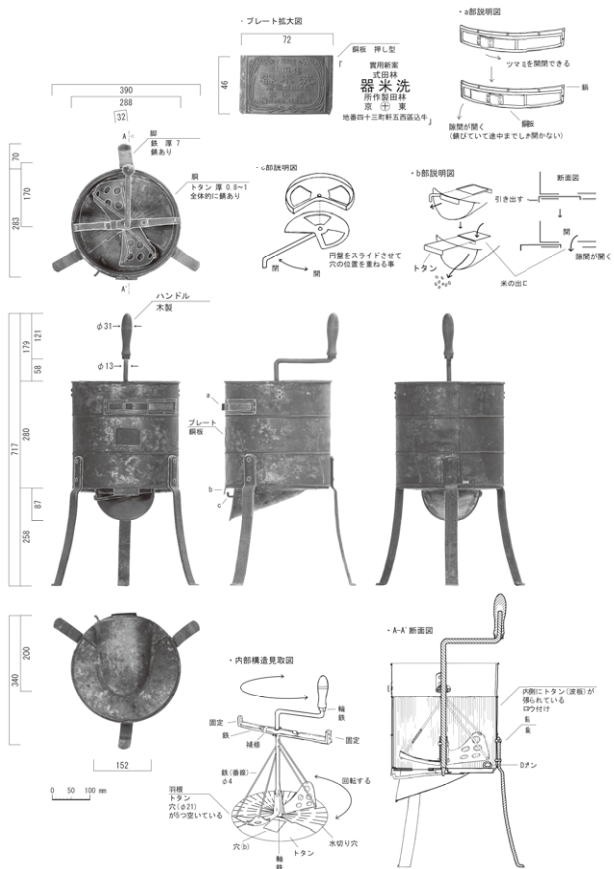 ・プレート拡大図
72
46
銅板 押し型
「
實用新案
林田式
洗米器
林田製作所
東京
牛込區西五軒町三十四番地
」
・a部説明図
ツマミを開閉できる
鍋
銅板
隙間が開く
(錆びていて途中までしか開かない)
390
288
32
A
70
170
283
脚
鉄 厚 7
錆あり
胴
トタン 厚 0.8~1
全体的に錆あり
A'
・c部説明図
閉
開
円盤をスライドさせて
穴の位置を重ねる事
・b部説明図
断面図
引き出す
開
隙間が開く
トタン
米の出口
ハンドル
木製
φ31
φ13
121
179
58
717
280
87
258
a
プレート
銅板
b
c
340
200
152
0 50 100 mm
・内部構造見取図
輪
鉄
固定
鉄
補修
固定
鉄(番線)
φ4
回転する
羽根
トタン
穴(φ21)
が5つ空いている
穴(b)
軸
鉄
トタン
水切り穴
・A-A'断面図
内側にトタン(波板)が
張られている
ロウ付け